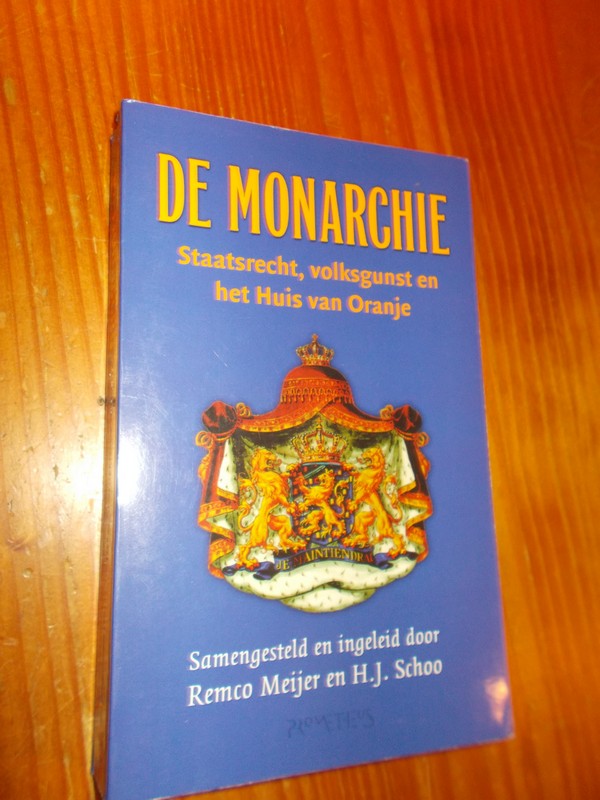 DE MONARCHIE
Staatsrecht, volksgunst en
het Huis van Oranje
JE MAINTIENDRAI
Samengesteld en ingeleid door
Remco Meijer en H.J. Schoo